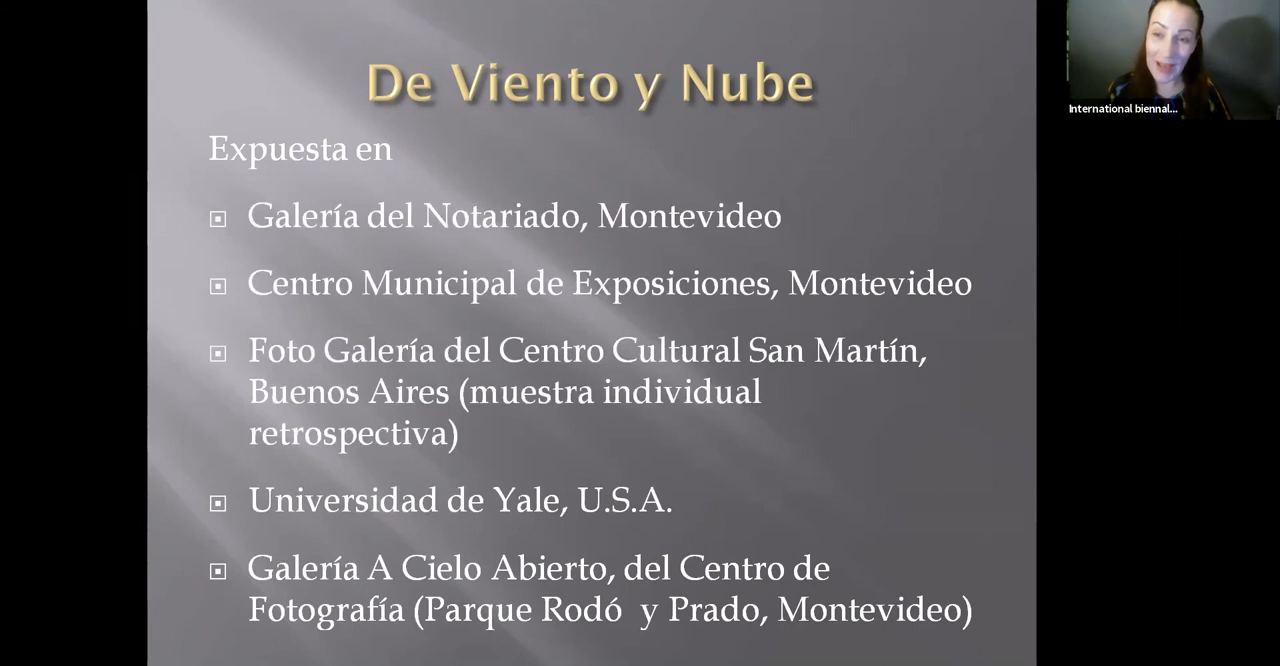 De Viento y Nube
Expuesta en
Galería del Notariado, Montevideo
Centro Municipal de Exposiciones, Montevideo
Foto Galería del Centro Cultural San Martín,
Buenos Aires (muestra individual
retrospectiva)
Universidad de Yale, U.S.A.
Galería A Cielo Abierto, del Centro de
Fotografía (Parque Rodó y Prado, Montevideo)
International biennal...